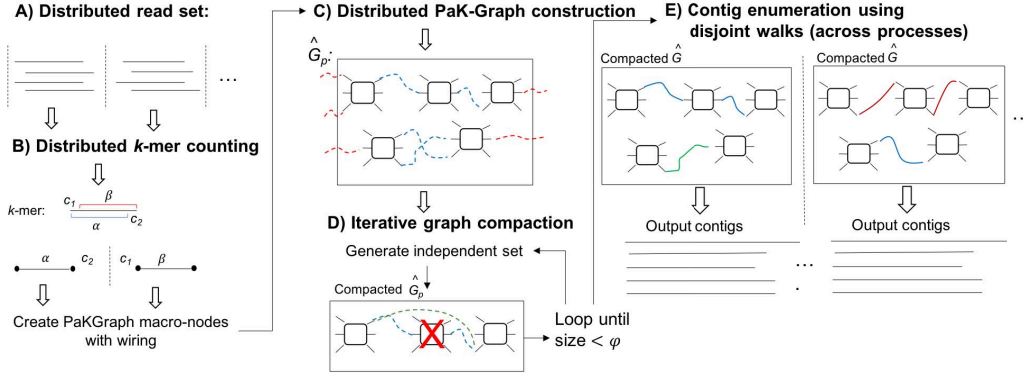 A) Distributed read set:
...
B) Distributed k-mer counting
k-mer:
c₁
β
α
c₂
α
c₂
c₁
β
Create PaKGraph macro-nodes
with wiring
C) Distributed PaK-Graph construction
Ĝₚ:
D) Iterative graph compaction
Generate independent set
Compacted Ĝₚ
X
Loop until
size < φ
E) Contig enumeration using
disjoint walks (across processes)
Compacted Ĝ
Compacted Ĝ
..
Output contigs
Output contigs
...
.